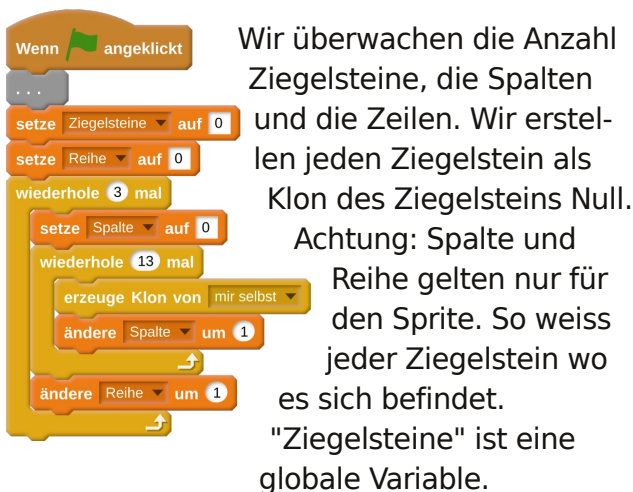 Wenn angeklickt
. . .
setze Ziegelsteine auf 0
setze Reihe auf 0
wiederhole 3 mal
setze Spalte auf 0
wiederhole 13 mal
erzeuge Klon von mir selbst
ändere Spalte um 1
ändere Reihe um 1
Wir überwachen die Anzahl
Ziegelsteine, die Spalten
und die Zeilen. Wir erstel-
len jeden Ziegelstein als
Klon des Ziegelsteins Null.
Achtung: Spalte und
Reihe gelten nur für
den Sprite. So weiss
jeder Ziegelstein wo
es sich befindet.
"Ziegelsteine" ist eine
globale Variable.